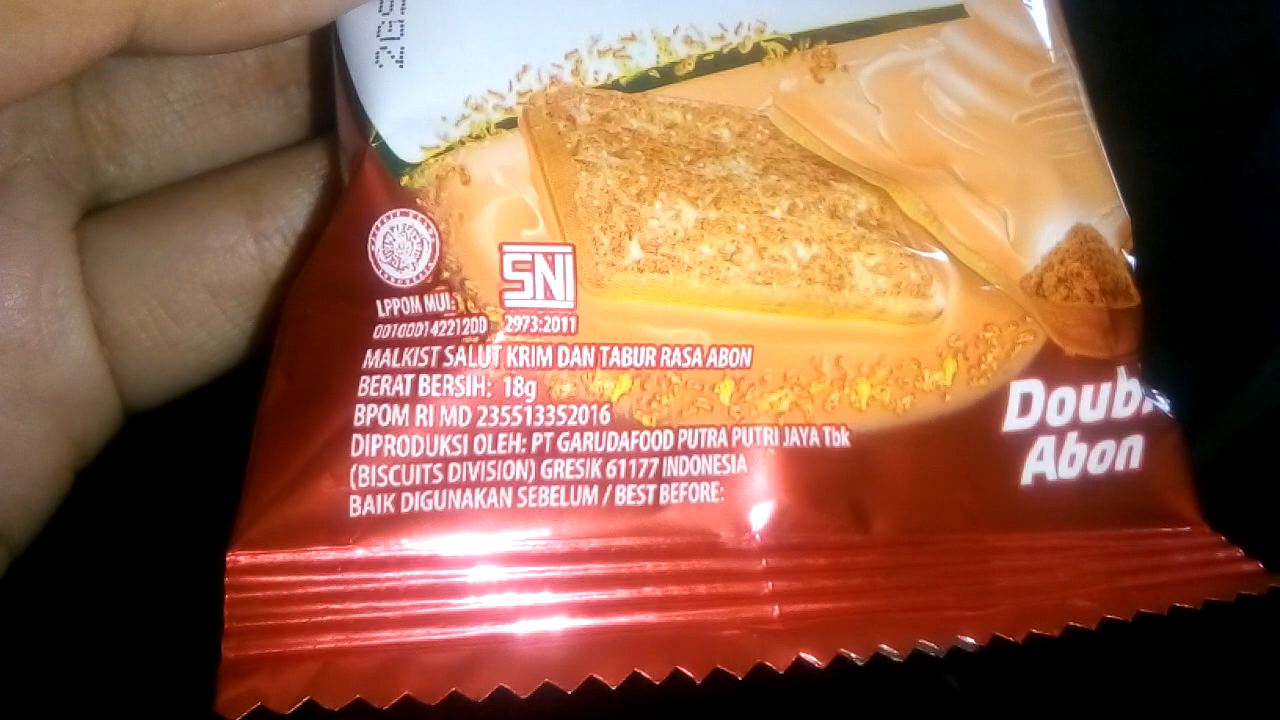 LPPOM MUI:
00100014221200
SNI
2973:2011
MALKIST SALUT KRIM DAN TABUR RASA ABON
BERAT BERSIH: 18g
BPOM RI MD 235513352016
DIPRODUKSI OLEH: PT GARUDAFOOD PUTRA PUTRI JAYA Tbk
(BISCUITS DIVISION) GRESIK 61177 INDONESIA
BAIK DIGUNAKAN SEBELUM / BEST BEFORE:
Abon